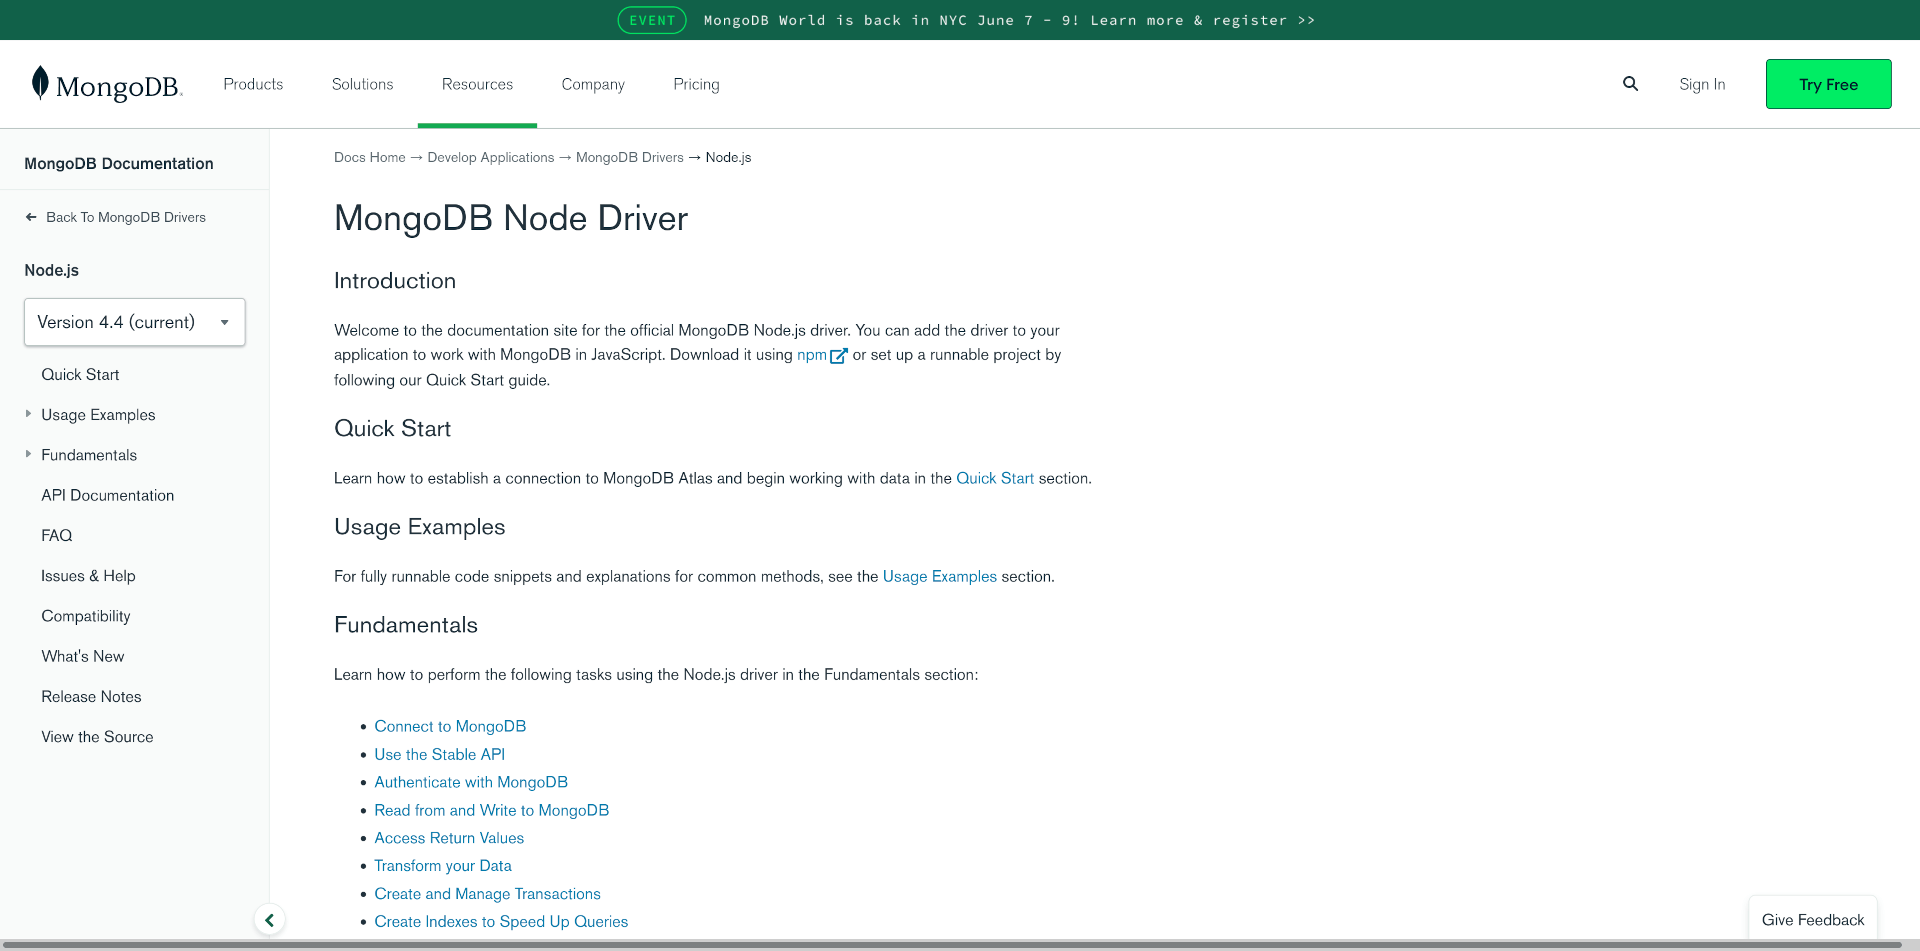 EVENT MongoDB World is back in NYC June 7 - 9! Learn more & register >>
MongoDB. Products Solutions Resources Company Pricing Sign In Try Free
MongoDB Documentation
← Back To MongoDB Drivers
Node.js
Version 4.4 (current)
Quick Start
Usage Examples
Fundamentals
API Documentation
FAQ
Issues & Help
Compatibility
What's New
Release Notes
View the Source
Docs Home → Develop Applications → MongoDB Drivers → Node.js
MongoDB Node Driver
Introduction
Welcome to the documentation site for the official MongoDB Node.js driver. You can add the driver to your
application to work with MongoDB in JavaScript. Download it using npm or set up a runnable project by
following our Quick Start guide.
Quick Start
Learn how to establish a connection to MongoDB Atlas and begin working with data in the Quick Start section.
Usage Examples
For fully runnable code snippets and explanations for common methods, see the Usage Examples section.
Fundamentals
Learn how to perform the following tasks using the Node.js driver in the Fundamentals section:
• Connect to MongoDB
• Use the Stable API
• Authenticate with MongoDB
• Read from and Write to MongoDB
• Access Return Values
• Transform your Data
• Create and Manage Transactions
• Create Indexes to Speed Up Queries
Give Feedback